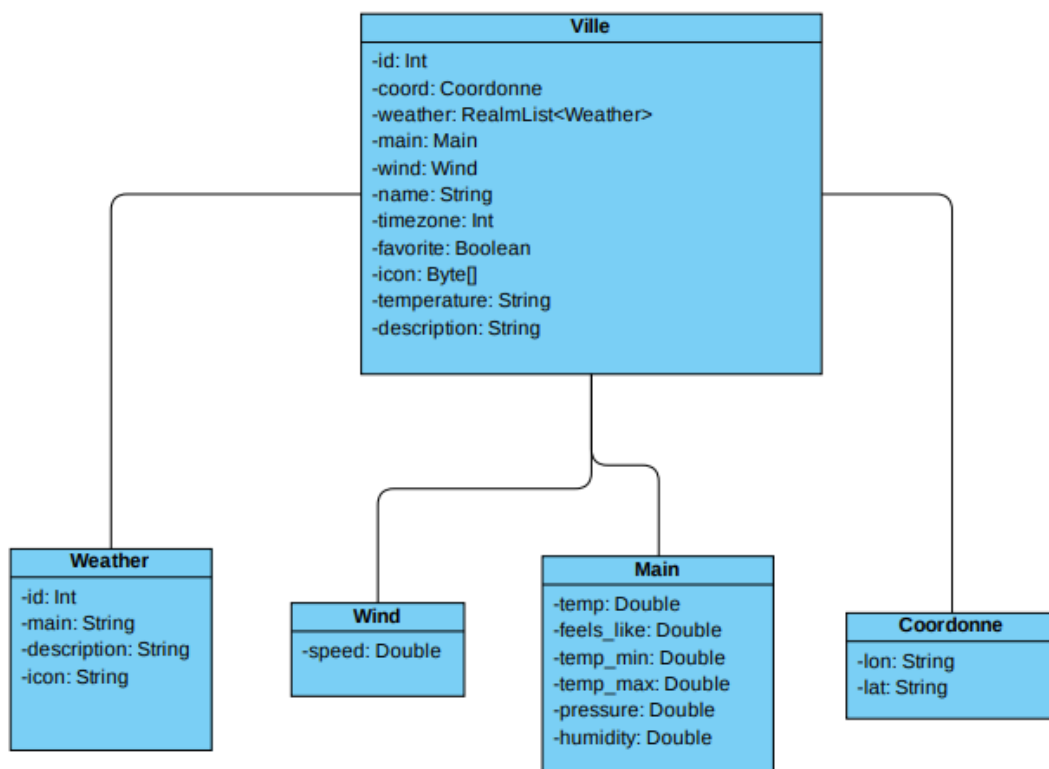 Ville
-id: Int
-coord: Coordonne
-weather: RealmList<Weather>
-main: Main
-wind: Wind
-name: String
-timezone: Int
-favorite: Boolean
-icon: Byte[]
-temperature: String
-description: String
Weather
-id: Int
-main: String
-description: String
-icon: String
Wind
-speed: Double
Main
-temp: Double
-feels_like: Double
-temp_min: Double
-temp_max: Double
-pressure: Double
-humidity: Double
Coordonne
-lon: String
-lat: String